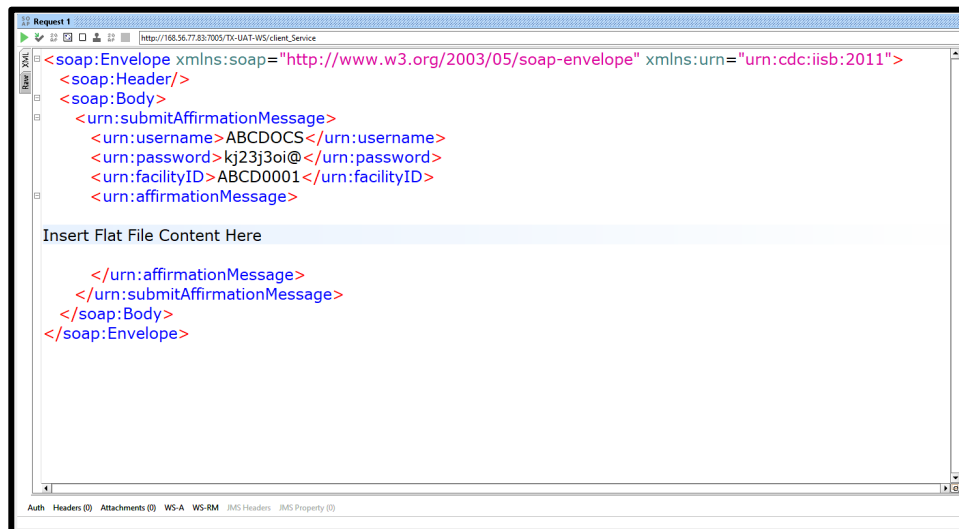 Request 1
http://168.56.77.83:7005/TX-UAT-WS/client_Service
XML
Raw
<soap:Envelope xmlns:soap="http://www.w3.org/2003/05/soap-envelope" xmlns:urn="urn:cdc:iisb:2011">
<soap:Header/>
<soap:Body>
<urn:submitAffirmationMessage>
<urn:username>ABCDOCS</urn:username>
<urn:password>kj23j3oi@</urn:password>
<urn:facilityID>ABCD0001</urn:facilityID>
<urn:affirmationMessage>
Insert Flat File Content Here
</urn:affirmationMessage>
</urn:submitAffirmationMessage>
</soap:Body>
</soap:Envelope>
Auth Headers (0) Attachments (0) WS-A WS-RM JMS Headers JMS Property (0)